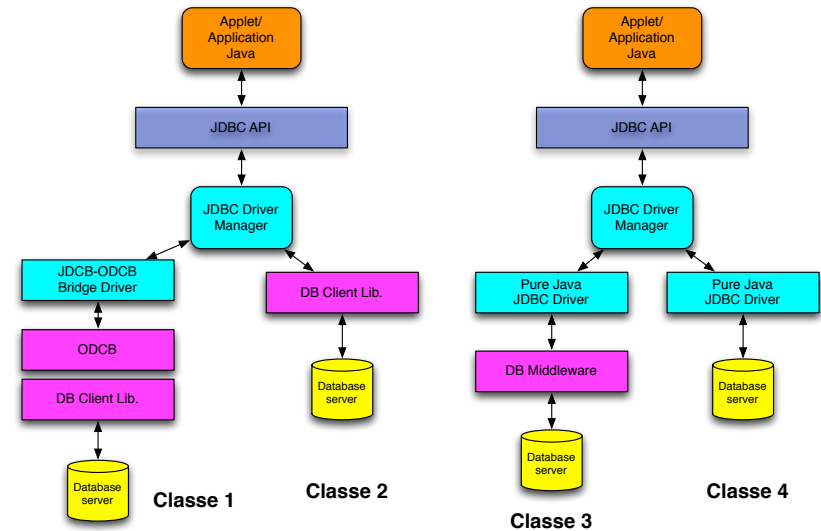 Applet/
Application
Java
JDBC API
JDBC Driver
Manager
JDCB-ODCB
Bridge Driver
ODCB
DB Client Lib.
Database
server
Classe 1
DB Client Lib.
Database
server
Classe 2
Applet/
Application
Java
JDBC API
JDBC Driver
Manager
Pure Java
JDBC Driver
DB Middleware
Database
server
Classe 3
Pure Java
JDBC Driver
Database
server
Classe 4